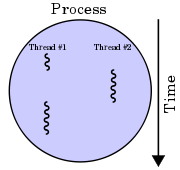 Process
Thread #1
Thread #2
Time